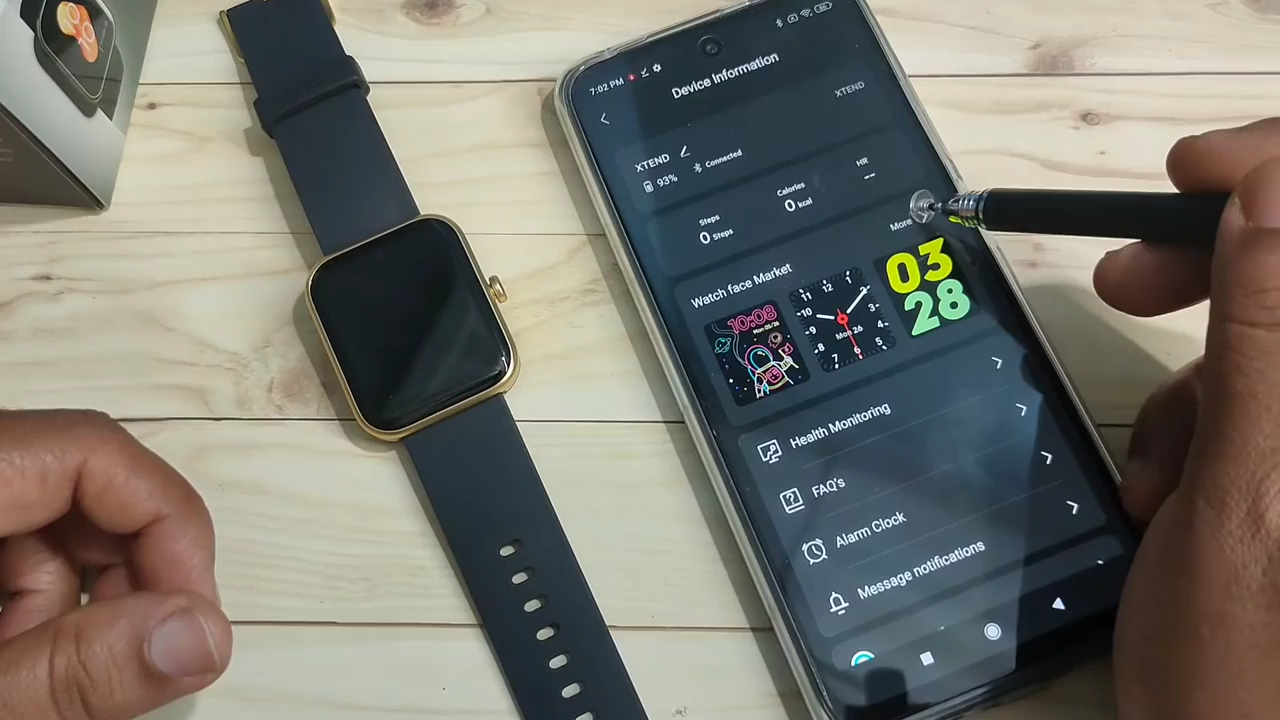 7:02 PM
Device Information
XTEND
XTEND
93% Connected
Steps
0 Steps
Calories
0 kcal
HR
--
Watch face Market
More
10:08
03
28
Health Monitoring
FAQ's
Alarm Clock
Message notifications